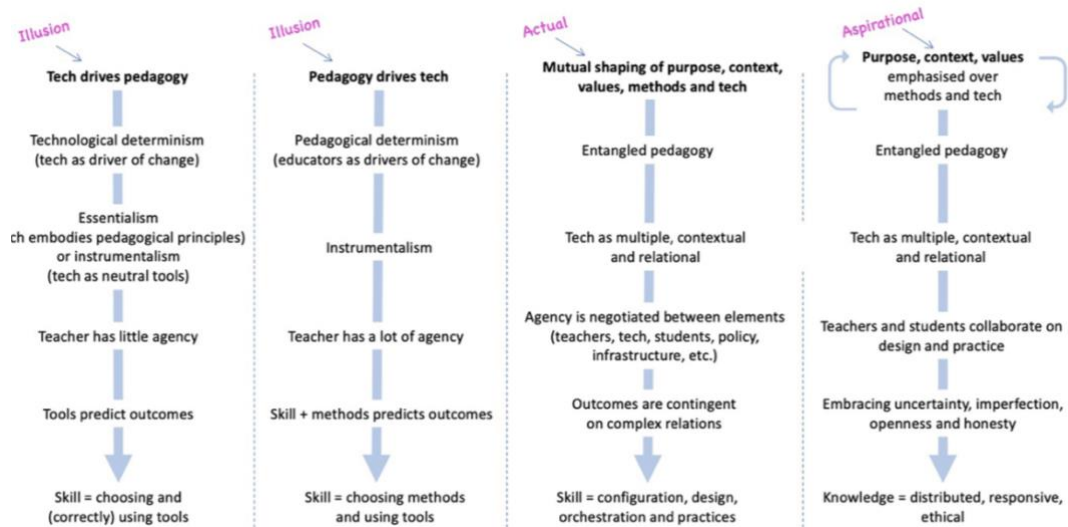 Illusion
Tech drives pedagogy
Technological determinism
(tech as driver of change)
Essentialism
ch embodies pedagogical principles)
or instrumentalism
(tech as neutral tools)
Teacher has little agency
Tools predict outcomes
Skill = choosing and
(correctly) using tools
Illusion
Pedagogy drives tech
Pedagogical determinism
(educators as drivers of change)
Instrumentalism
Teacher has a lot of agency
Skill + methods predicts outcomes
Skill = choosing methods
and using tools
Actual
Mutual shaping of purpose, context,
values, methods and tech
Entangled pedagogy
Tech as multiple, contextual
and relational
Agency is negotiated between elements
(teachers, tech, students, policy,
infrastructure, etc.)
Outcomes are contingent
on complex relations
Skill = configuration, design,
orchestration and practices
Aspirational
Purpose, context, values
emphasised over
methods and tech
Entangled pedagogy
Tech as multiple, contextual
and relational
Teachers and students collaborate on
design and practice
Embracing uncertainty, imperfection,
openness and honesty
Knowledge = distributed, responsive,
ethical